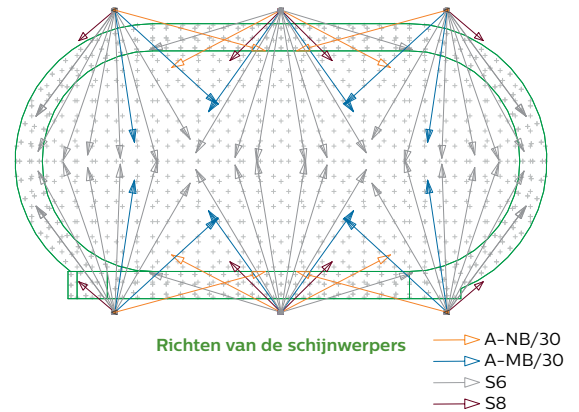 Richten van de schijnwerpers
A-NB/30
A-MB/30
S6
S8